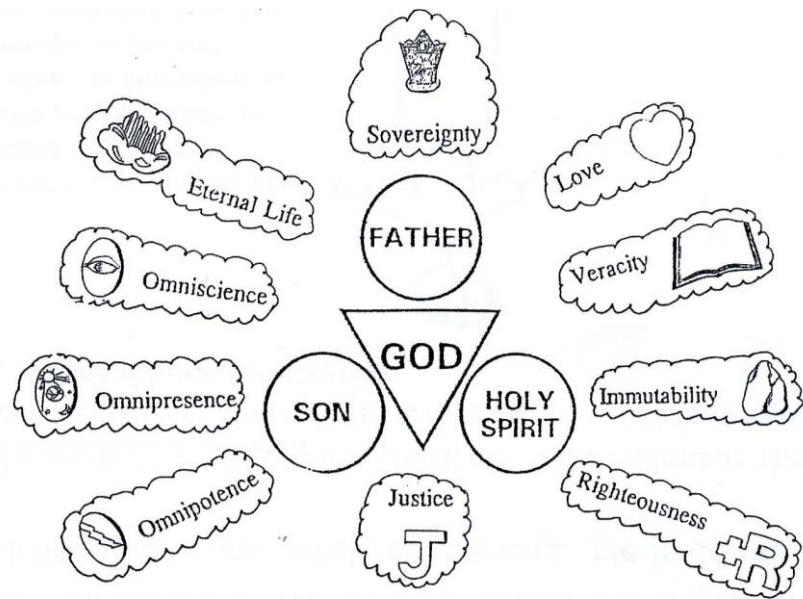 Sovereignty
Eternal Life
Love
FATHER
Omniscience
Veracity
GOD
Omnipresence
SON
HOLY
SPIRIT
Immutability
Omnipotence
Justice
J
Righteousness
+R